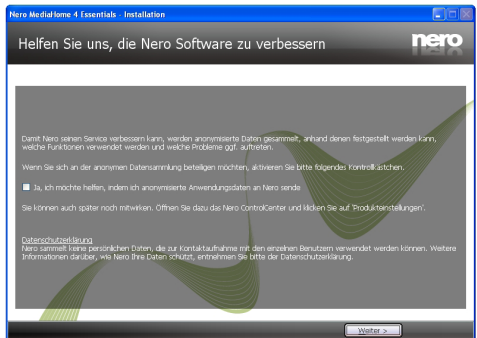 Nero MediaHome 4 Essentials - Installation
Helfen Sie uns, die Nero Software zu verbessern
nero
Damit Nero seinen Service verbessern kann, werden anonymisierte Daten gesammelt, anhand denen festgestellt werden kann,
welche Funktionen verwendet werden und welche Probleme ggf. auftreten.
Wenn Sie sich an der anonymen Datensammlung beteiligen möchten, aktivieren Sie bitte folgendes Kontrollkästchen.
Ja, ich möchte helfen, indem ich anonymisierte Anwendungsdaten an Nero sende
Sie können auch später noch mitwirken. Öffnen Sie dazu das Nero ControlCenter und klicken Sie auf 'Produkteinstellungen'.
Datenschutzerklärung
Nero sammelt keine persönlichen Daten, die zur Kontaktaufnahme mit den einzelnen Benutzern verwendet werden können. Weitere
Informationen darüber, wie Nero Ihre Daten schützt, entnehmen Sie bitte der Datenschutzerklärung.
Weiter >